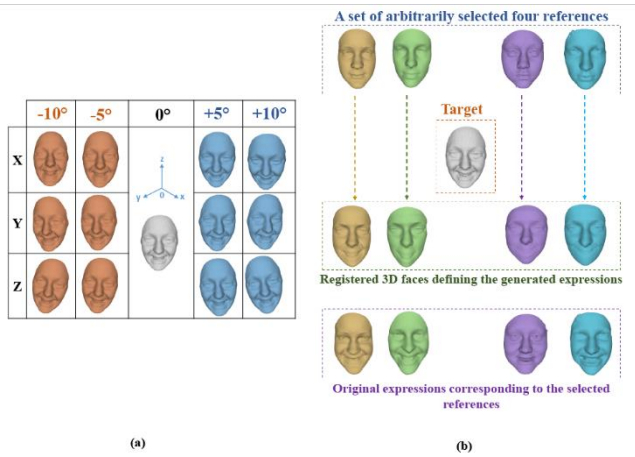 A set of arbitrarily selected four references
-10° -5° 0° +5° +10°
Target
X
z
y 0 x
Y
Z
Registered 3D faces defining the generated expressions
Original expressions corresponding to the selected
references
(a)
(b)